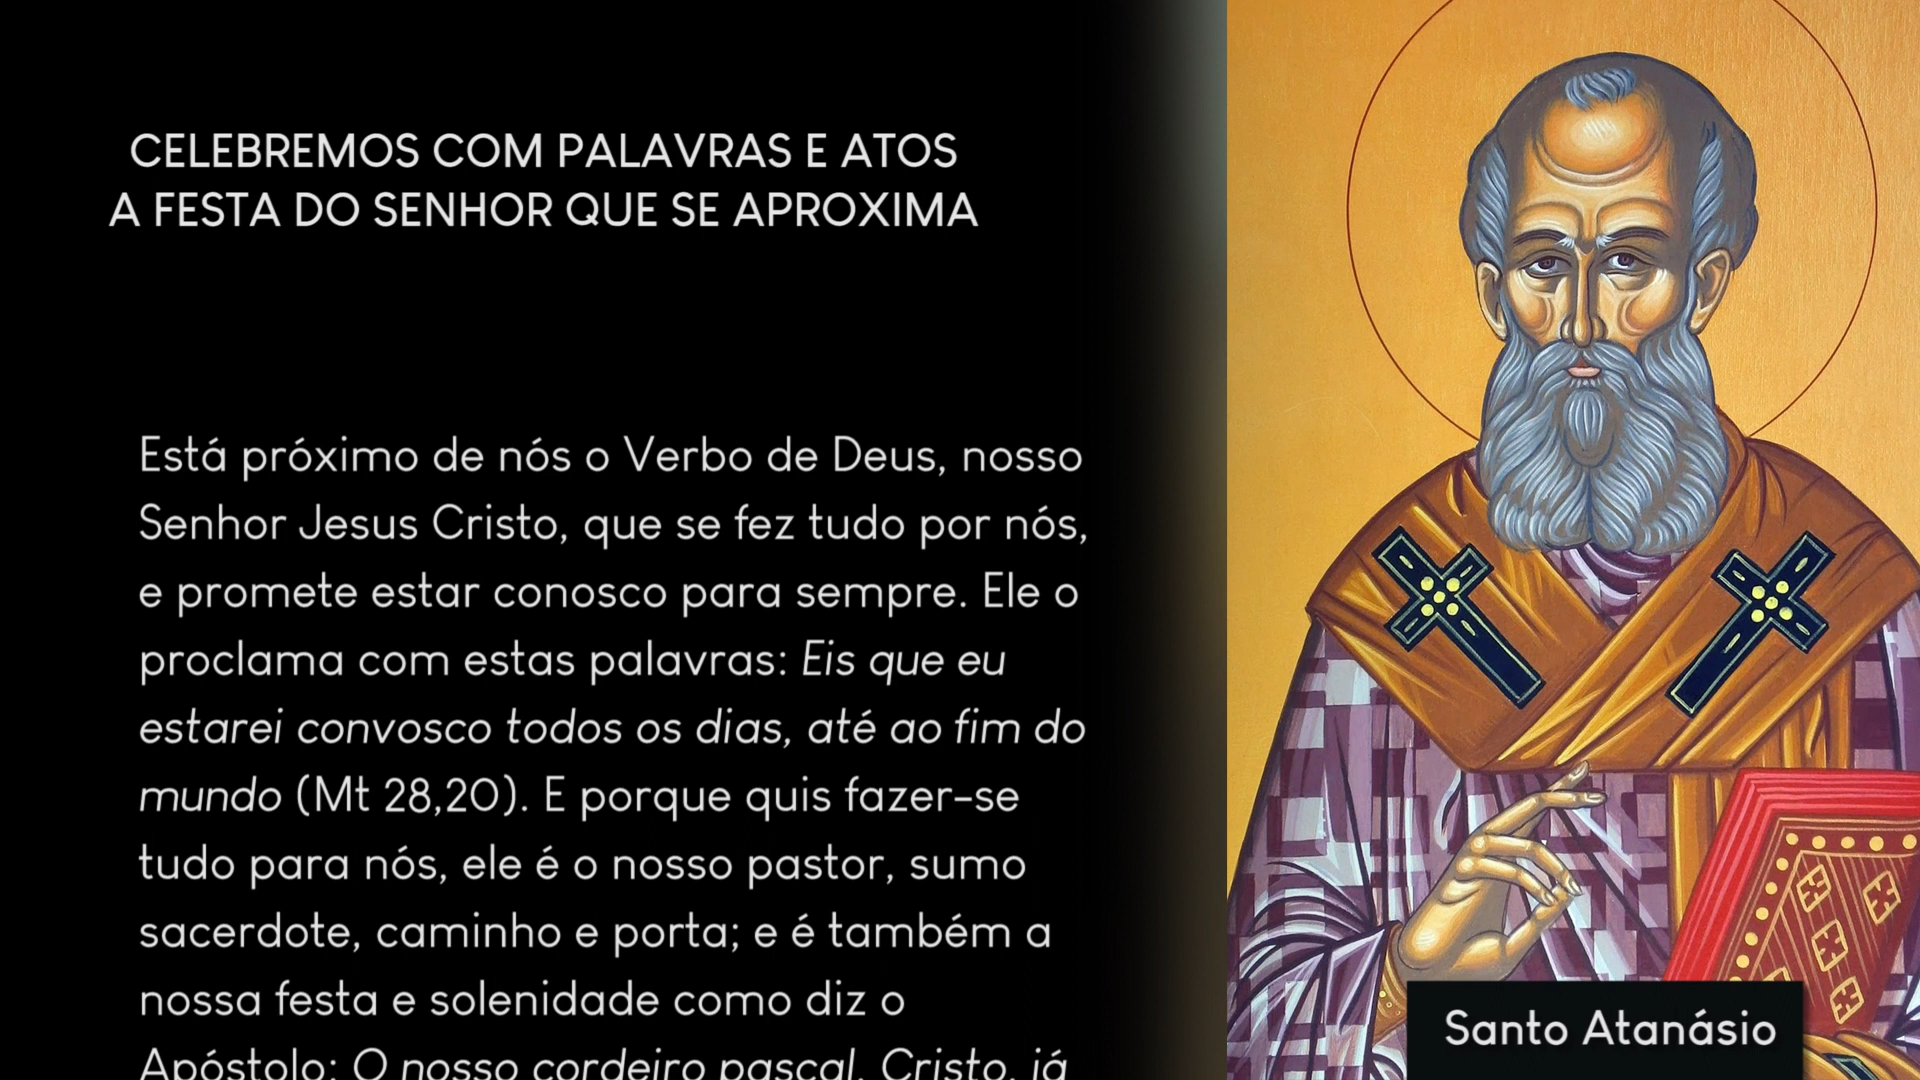 CELEBREMOS COM PALAVRAS E ATOS
A FESTA DO SENHOR QUE SE APROXIMA
Está próximo de nós o Verbo de Deus, nosso
Senhor Jesus Cristo, que se fez tudo por nós,
e promete estar conosco para sempre. Ele o
proclama com estas palavras: Eis que eu
estarei convosco todos os dias, até ao fim do
mundo (Mt 28,20). E porque quis fazer-se
tudo para nós, ele é o nosso pastor, sumo
sacerdote, caminho e porta; e é também a
nossa festa e solenidade como diz o
Apóstolo: O nosso cordeiro pascal, Cristo, já
Santo Atanásio